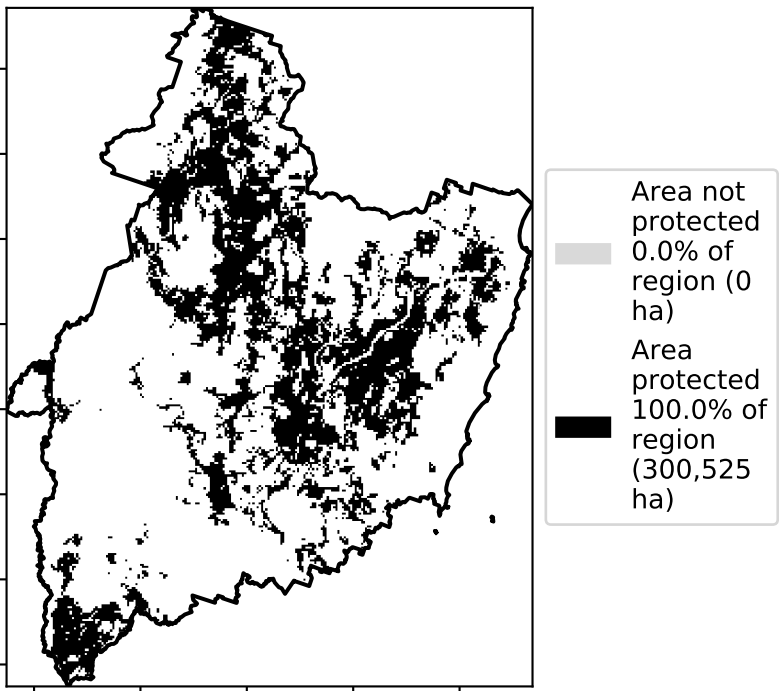 Area not
protected
0.0% of
region (0
ha)
Area
protected
100.0% of
region
(300,525
ha)